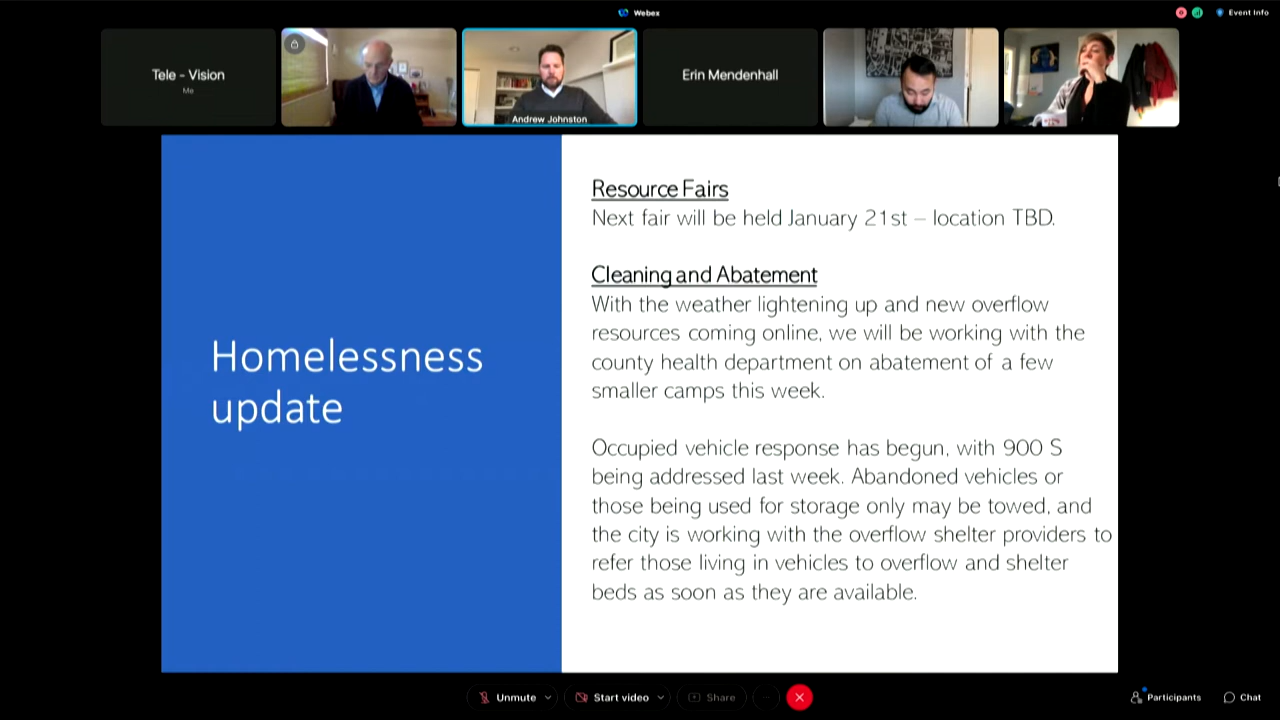 Webex
Event Info
Tele - Vision
Me
Andrew Johnston
Erin Mendenhall
Resource Fairs
Next fair will be held January 21st – location TBD.
Cleaning and Abatement
With the weather lightening up and new overflow
resources coming online, we will be working with the
county health department on abatement of a few
smaller camps this week.
Homelessness
update
Occupied vehicle response has begun, with 900 S
being addressed last week. Abandoned vehicles or
those being used for storage only may be towed, and
the city is working with the overflow shelter providers to
refer those living in vehicles to overflow and shelter
beds as soon as they are available.
Unmute
Start video
Share
Participants
Chat